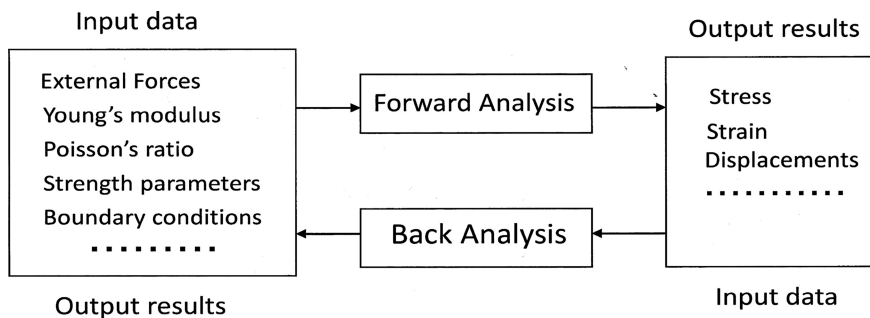 Input data
External Forces
Young's modulus
Poisson's ratio
Strength parameters
Boundary conditions
Output results
Forward Analysis
Back Analysis
Output results
Stress
Strain
Displacements
Input data